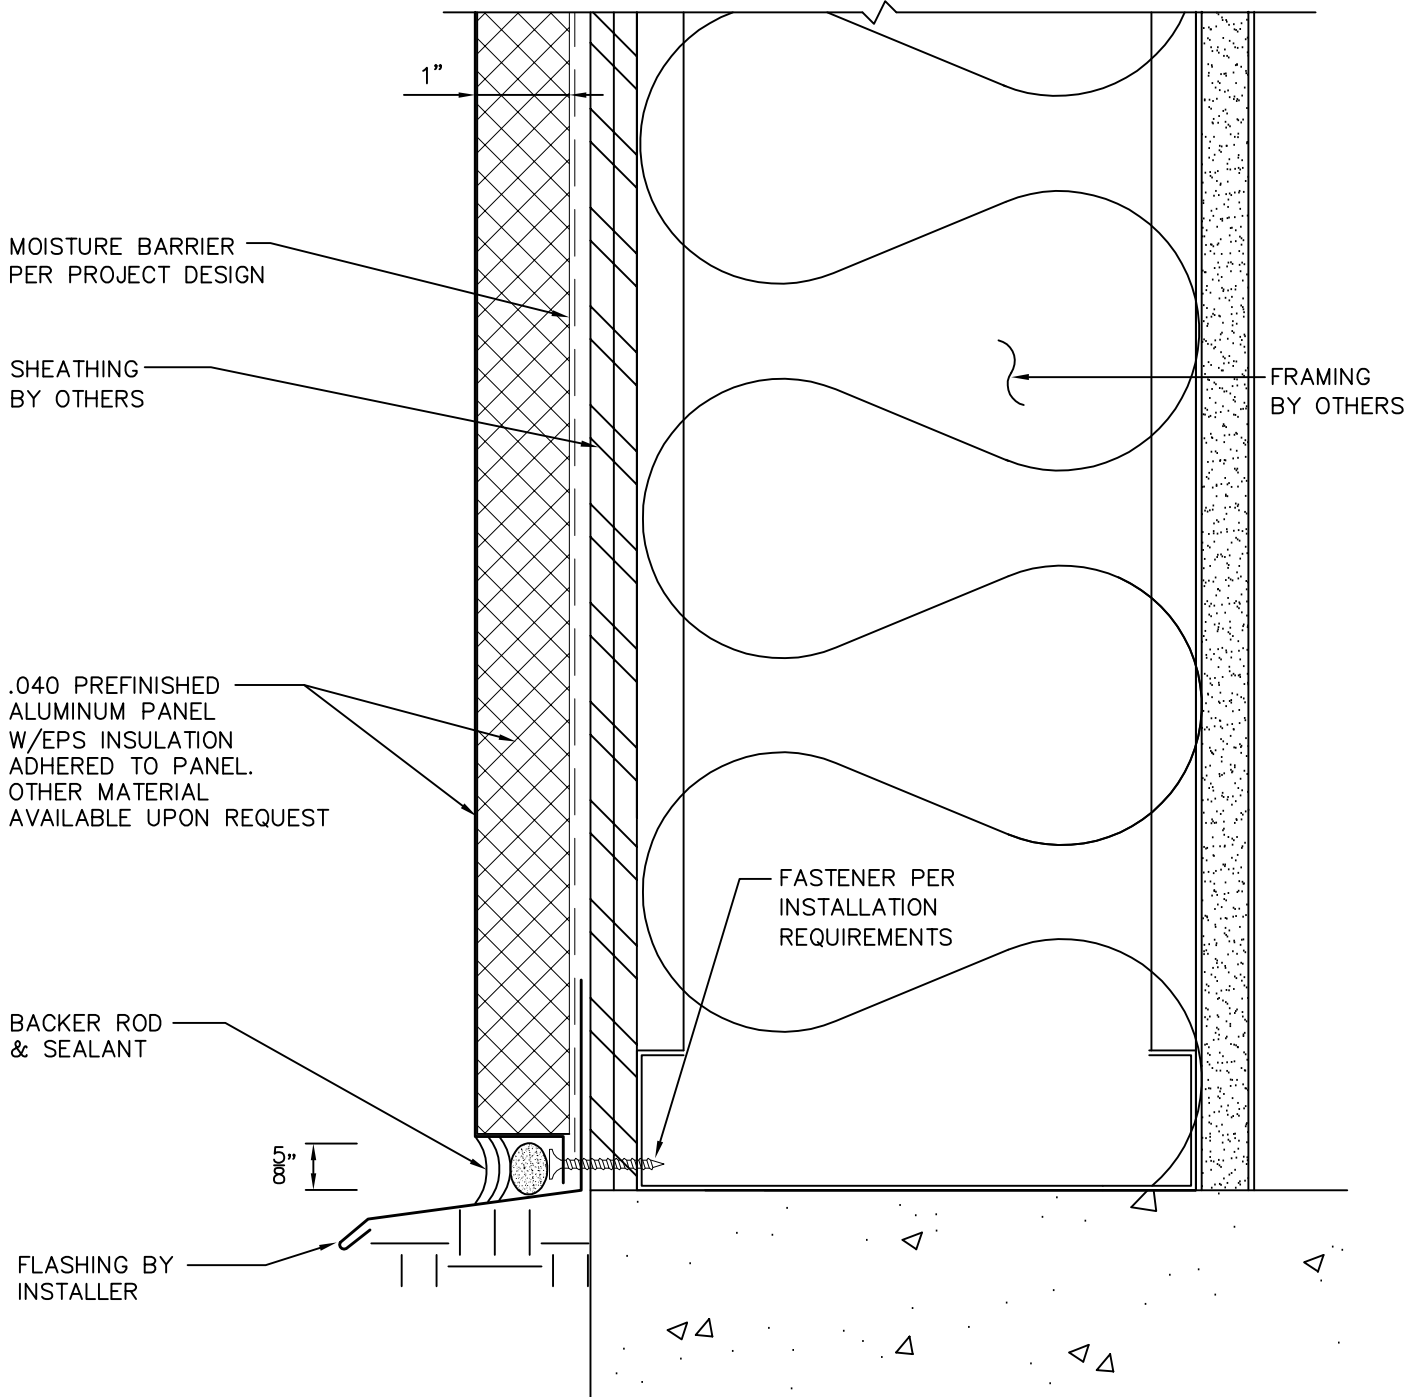 1"
MOISTURE BARRIER
PER PROJECT DESIGN
SHEATHING
BY OTHERS
FRAMING
BY OTHERS
.040 PREFINISHED
ALUMINUM PANEL
W/EPS INSULATION
ADHERED TO PANEL.
OTHER MATERIAL
AVAILABLE UPON REQUEST
FASTENER PER
INSTALLATION
REQUIREMENTS
BACKER ROD
& SEALANT
5/8"
FLASHING BY
INSTALLER